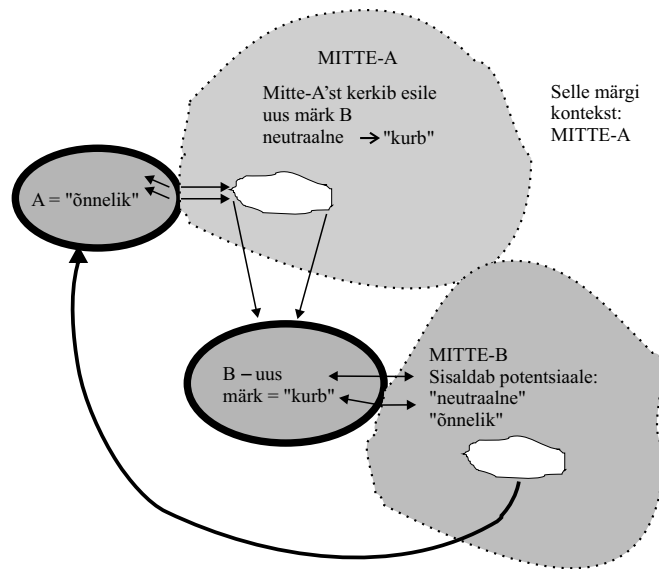 MITTE-A
Mitte-A'st kerkib esile
uus märk B
neutraalne → "kurb"
Selle märgi
kontekst:
MITTE-A
A = "õnnelik"
B – uus
märk = "kurb"
MITTE-B
Sisaldab potentsiaale:
"neutraalne"
"õnnelik"